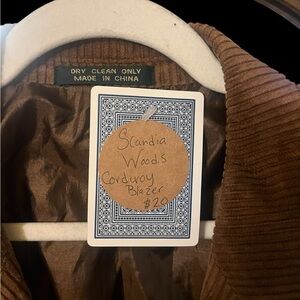 DRY CLEAN ONLY
MADE IN CHINA
Scandia
Woods
Corduroy
Blazer
$20